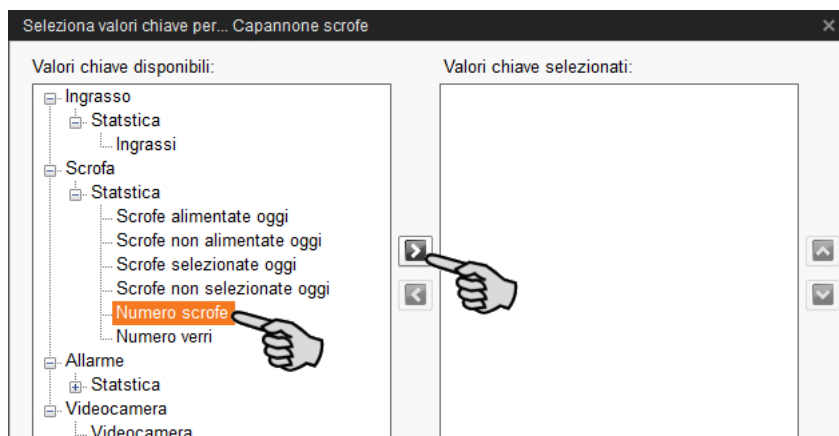 Seleziona valori chiave per... Capannone scrofe
Valori chiave disponibili:
Valori chiave selezionati:
Ingrasso
Statstica
Ingrassi
Scrofa
Statstica
Scrofe alimentate oggi
Scrofe non alimentate oggi
Scrofe selezionate oggi
Scrofe non selezionate oggi
Numero scrofe
Numero verri
Allarme
Statstica
Videocamera
Videocamera